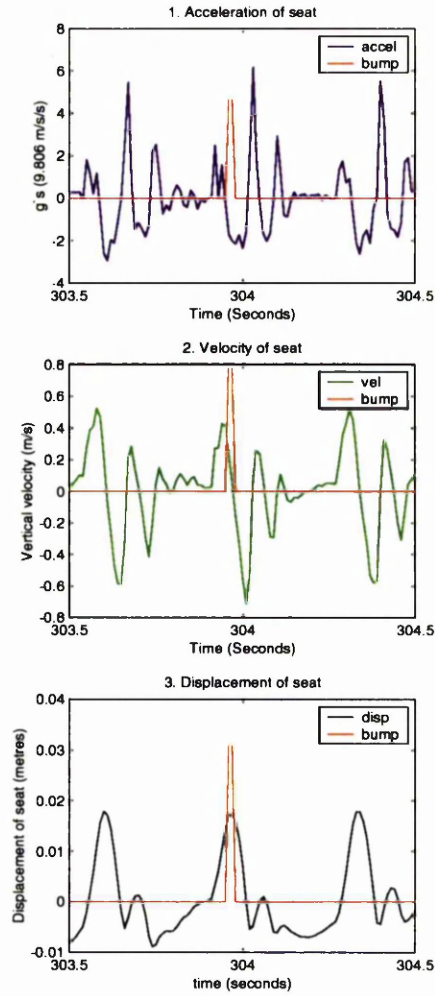 1. Acceleration of seat
accel
bump
g`s (9.806 m/s/s)
8
6
4
2
0
-2
-4
303.5
304
304.5
Time (Seconds)
2. Velocity of seat
vel
bump
Vertical velocity (m/s)
0.8
0.6
0.4
0.2
0
-0.2
-0.4
-0.6
-0.8
303.5
304
304.5
Time (Seconds)
3. Displacement of seat
disp
bump
Displacement of seat (metres)
0.04
0.03
0.02
0.01
0
-0.01
303.5
304
304.5
time (seconds)